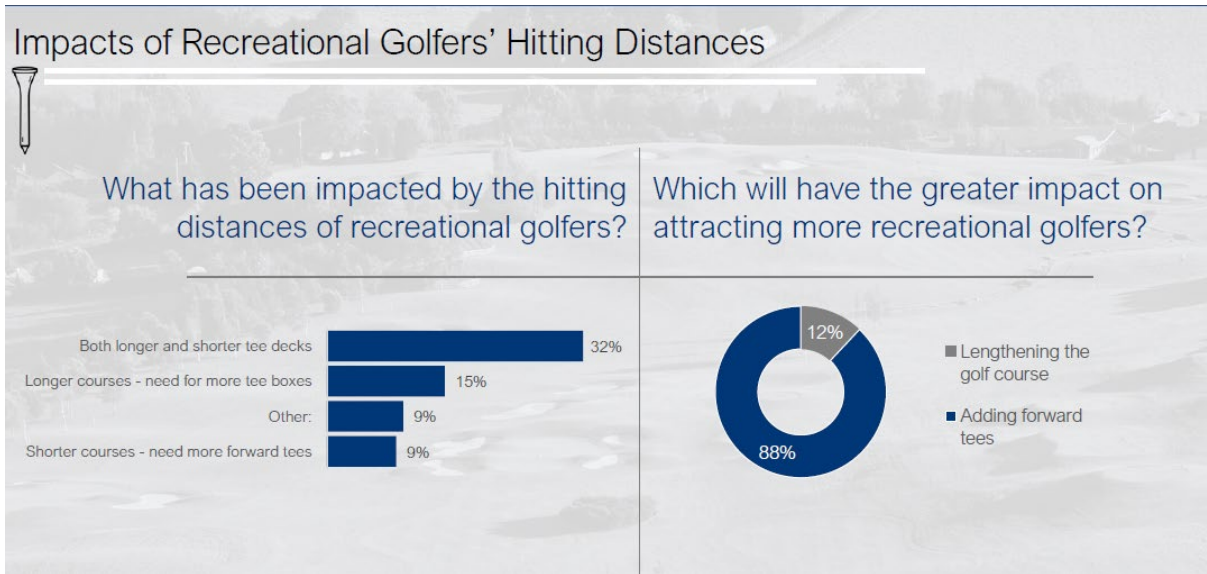 Impacts of Recreational Golfers’ Hitting Distances
What has been impacted by the hitting
distances of recreational golfers?
Both longer and shorter tee decks
32%
Longer courses - need for more tee boxes
15%
Other:
9%
Shorter courses - need more forward tees
9%
Which will have the greater impact on
attracting more recreational golfers?
12%
88%
Lengthening the
golf course
Adding forward
tees